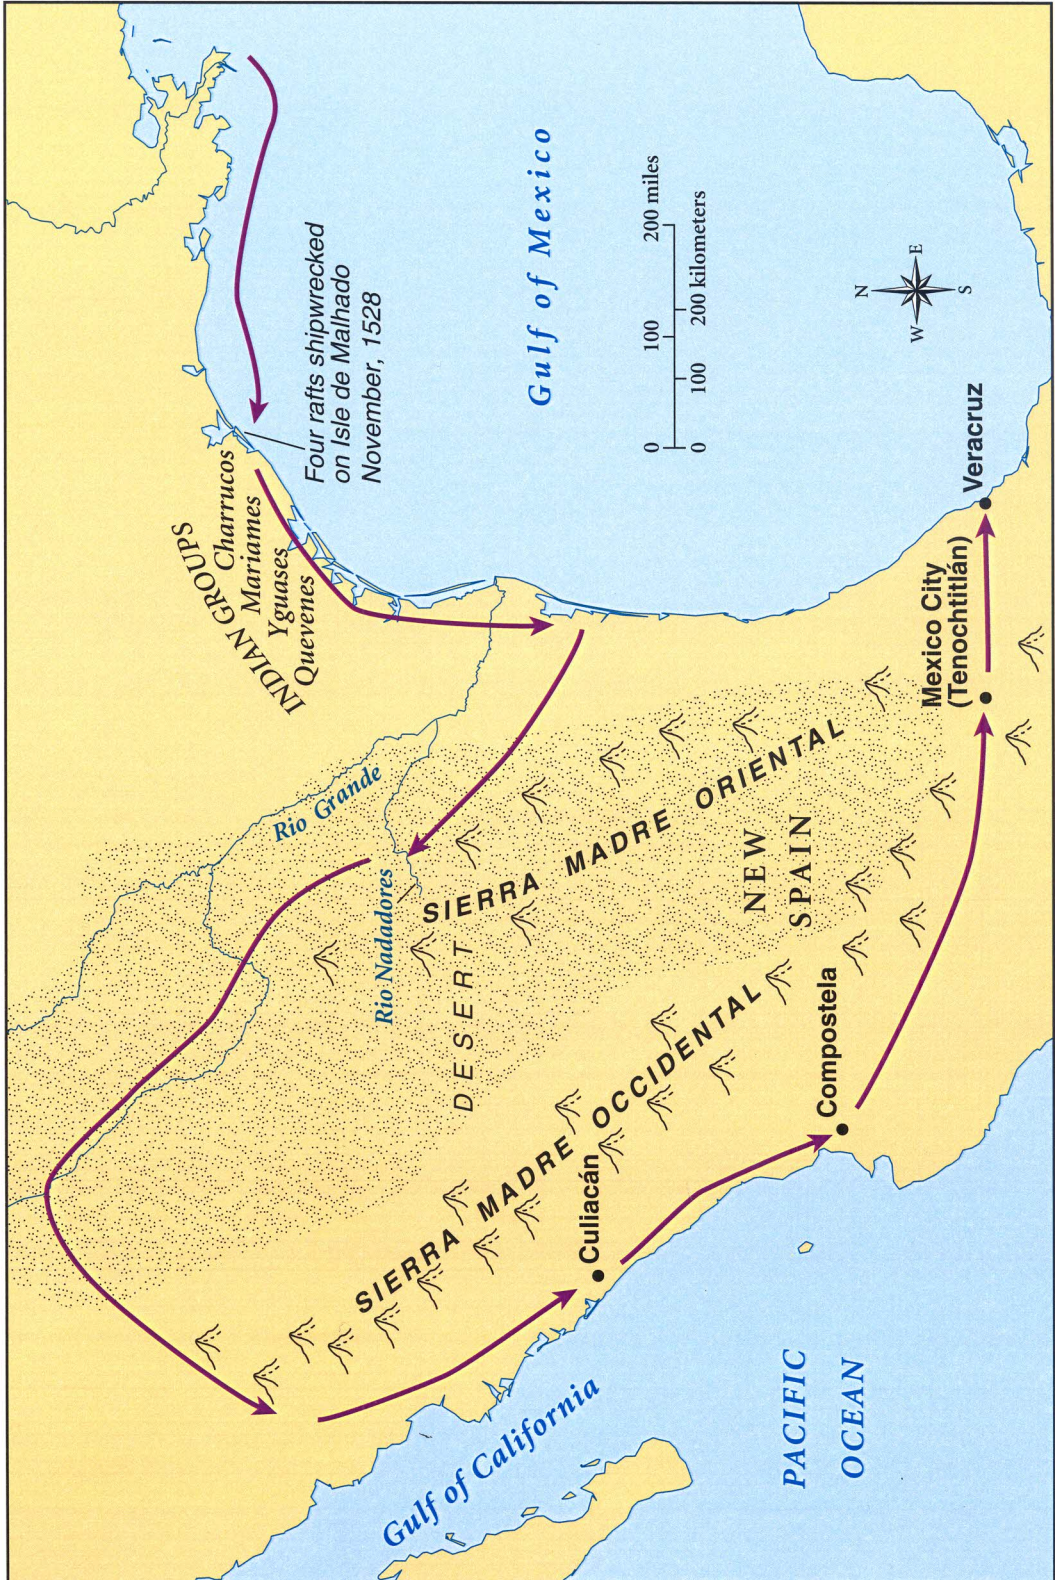 Four rafts shipwrecked
on Isle de Malhado
November, 1528
INDIAN GROUPS
Charrucos
Mariames
Yguases
Quevenes
Gulf of Mexico
0 100 200 miles
0 100 200 kilometers
N
E
S
W
Rio Grande
Rio Nadadores
DESERT
SIERRA MADRE ORIENTAL
SIERRA MADRE OCCIDENTAL
NEW
SPAIN
Culiacán
Compostela
Mexico City
(Tenochtitlán)
Veracruz
Gulf of California
PACIFIC
OCEAN